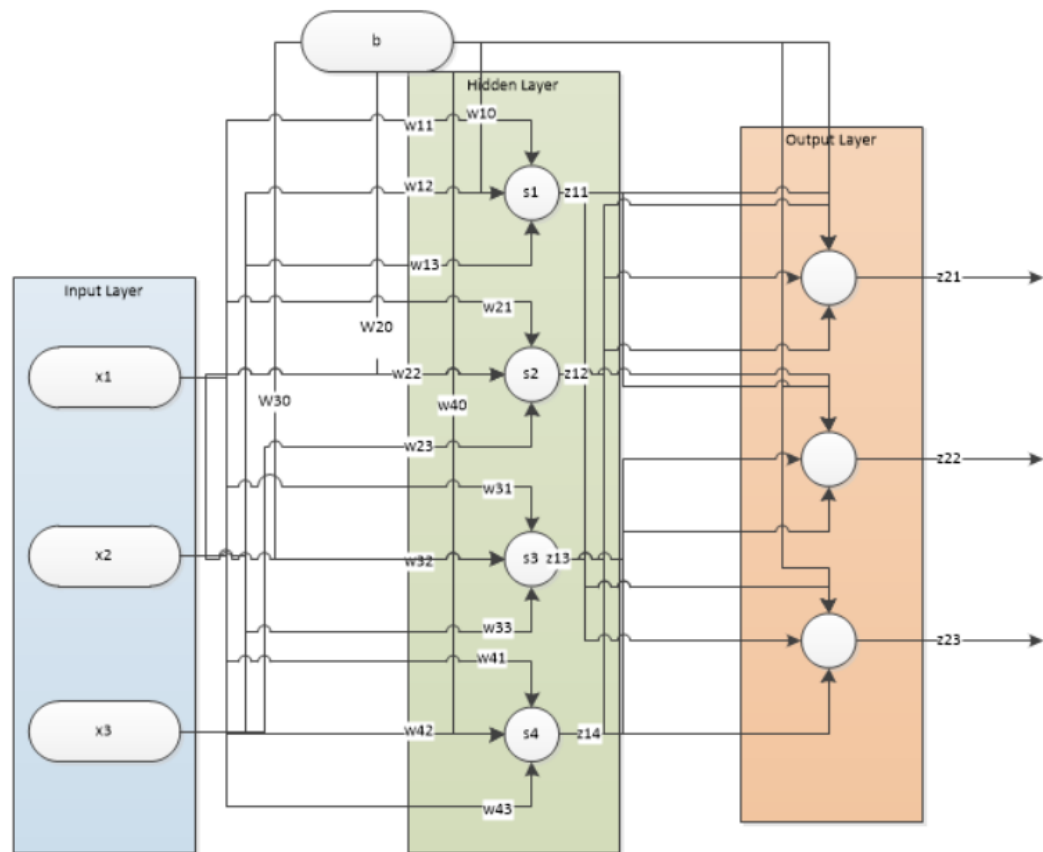 b
Hidden Layer
w10
w11
Output Layer
w12
s1
z11
w13
z21
Input Layer
w21
W20
x1
w22
s2
z12
W30
w40
w23
z22
w31
x2
w32
s3
z13
w33
z23
w41
x3
w42
s4
z14
w43